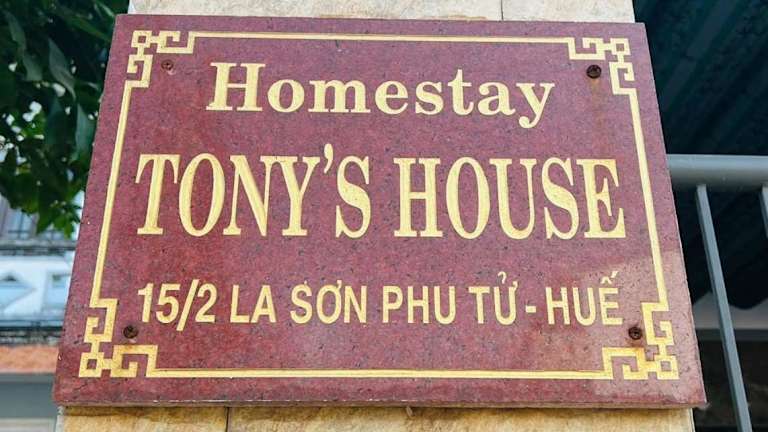 Homestay
TONY'S HOUSE
15/2 LA SƠN PHU TỬ - HUẾ